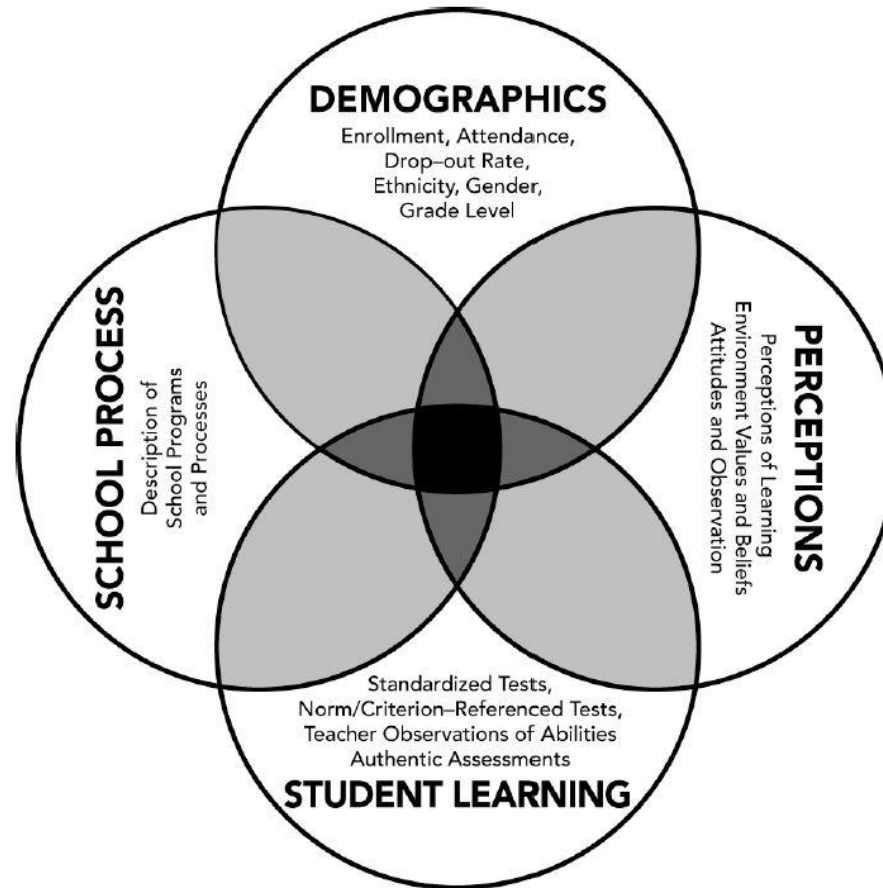 DEMOGRAPHICS
Enrollment, Attendance,
Drop–out Rate,
Ethnicity, Gender,
Grade Level
SCHOOL PROCESS
Description of
School Programs
and Processes
PERCEPTIONS
Perceptions of Learning
Environment Values and Beliefs
Attitudes and Observation
Standardized Tests,
Norm/Criterion–Referenced Tests,
Teacher Observations of Abilities
Authentic Assessments
STUDENT LEARNING